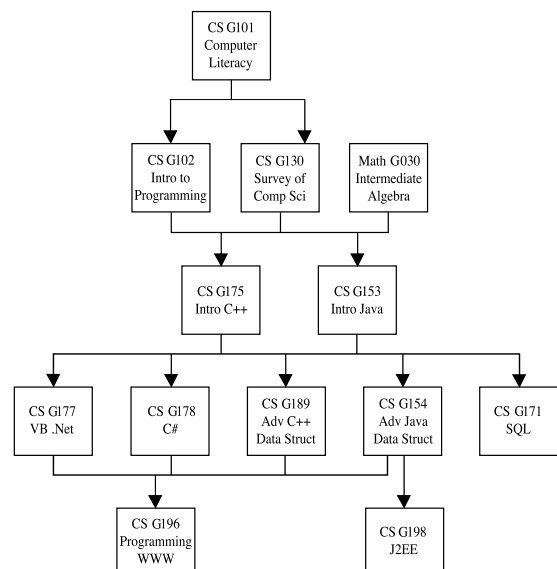 CS G101
Computer
Literacy
CS G102
Intro to
Programming
CS G130
Survey of
Comp Sci
Math G030
Intermediate
Algebra
CS G175
Intro C++
CS G153
Intro Java
CS G177
VB .Net
CS G178
C#
CS G189
Adv C++
Data Struct
CS G154
Adv Java
Data Struct
CS G171
SQL
CS G196
Programming
WWW
CS G198
J2EE